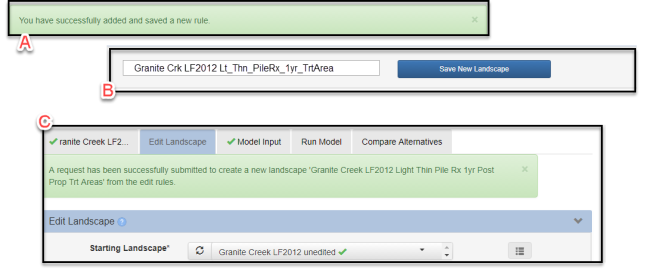 You have successfully added and saved a new rule. ×
A
Granite Crk LF2012 Lt_Thn_PileRx_1yr_TrtArea Save New Landscape
B
C
ranite Creek LF2... Edit Landscape Model Input Run Model Compare Alternatives
A request has been successfully submitted to create a new landscape 'Granite Creek LF2012 Light Thin Pile Rx 1yr Post ×
Prop Trt Areas' from the edit rules.
Edit Landscape ?
Starting Landscape* Granite Creek LF2012 unedited